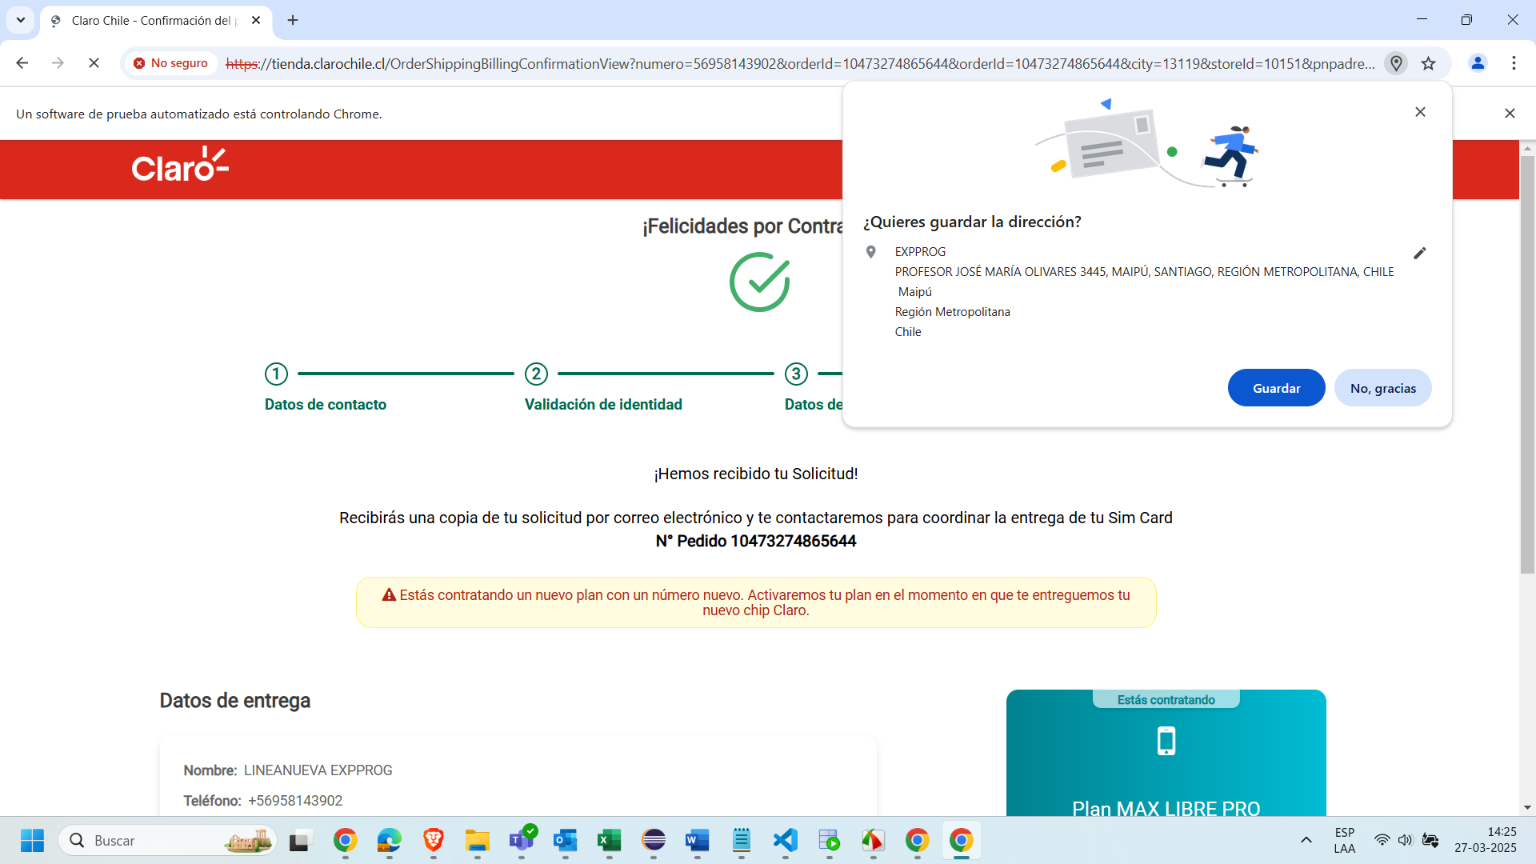 Claro Chile - Confirmación del p
No seguro
https://tienda.clarochile.cl/OrderShippingBillingConfirmationView?numero=56958143902&orderId=10473274865644&orderId=10473274865644&city=13119&storeId=10151&pnpadre...
Un software de prueba automatizado está controlando Chrome.
Claro
¡Felicidades por Contra
¿Quieres guardar la dirección?
EXPPROG
PROFESOR JOSÉ MARÍA OLIVARES 3445, MAIPÚ, SANTIAGO, REGIÓN METROPOLITANA, CHILE
Maipú
Región Metropolitana
Chile
Guardar
No, gracias
1
2
3
Datos de contacto
Validación de identidad
Datos de
¡Hemos recibido tu Solicitud!
Recibirás una copia de tu solicitud por correo electrónico y te contactaremos para coordinar la entrega de tu Sim Card
N° Pedido 10473274865644
Estás contratando un nuevo plan con un número nuevo. Activaremos tu plan en el momento en que te entreguemos tu
nuevo chip Claro.
Datos de entrega
Nombre: LINEANUEVA EXPPROG
Teléfono: +56958143902
Estás contratando
Plan MAX LIBRE PRO
Buscar
ESP
LAA
14:25
27-03-2025